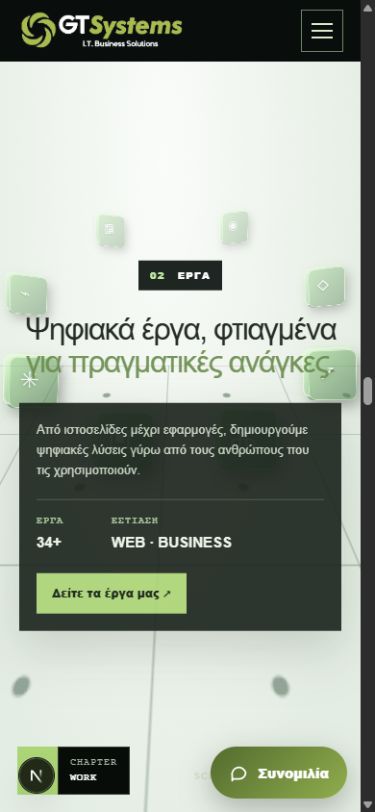 GTSystems
I.T. Business Solutions
02 ΕΡΓΑ
Ψηφιακά έργα, φτιαγμένα
για πραγματικές ανάγκες.
Από ιστοσελίδες μέχρι εφαρμογές, δημιουργούμε
ψηφιακές λύσεις γύρω από τους ανθρώπους που
τις χρησιμοποιούν.
ΕΡΓΑ ΕΣΤΙΑΣΗ
34+ WEB · BUSINESS
Δείτε τα έργα μας ↗
N
CHAPTER
WORK
Συνομιλία